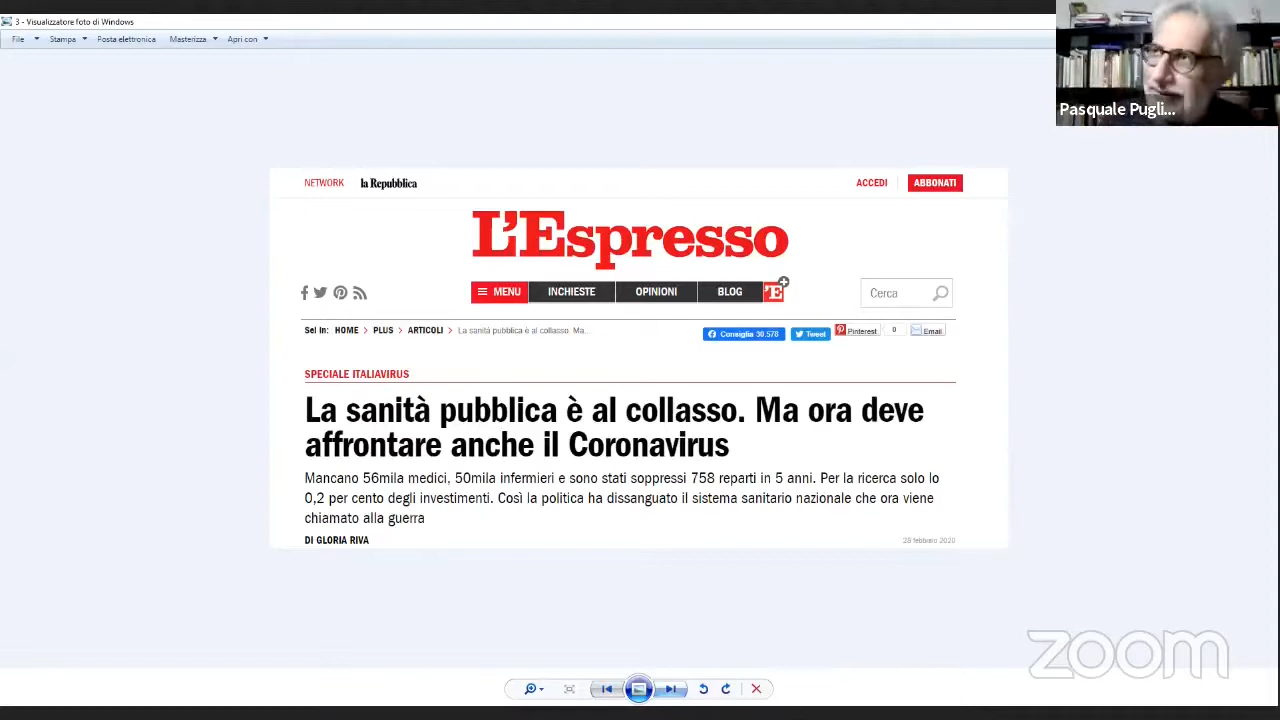 3 - Visualizzatore foto di Windows
File Stampa Posta elettronica Masterizza Apri con
Pasquale Pugli...
NETWORK la Repubblica ACCEDI ABBONATI
L'Espresso
MENU INCHIESTE OPINIONI BLOG E Cerca
Sei in: HOME > PLUS > ARTICOLI > La sanità pubblica è al collasso. Ma... Consiglia 30.578 Tweet Pinterest 0 Email
SPECIALE ITALIAVIRUS
La sanità pubblica è al collasso. Ma ora deve
affrontare anche il Coronavirus
Mancano 56mila medici, 50mila infermieri e sono stati soppressi 758 reparti in 5 anni. Per la ricerca solo lo
0,2 per cento degli investimenti. Così la politica ha dissanguato il sistema sanitario nazionale che ora viene
chiamato alla guerra
DI GLORIA RIVA 28 febbraio 2020
zoom